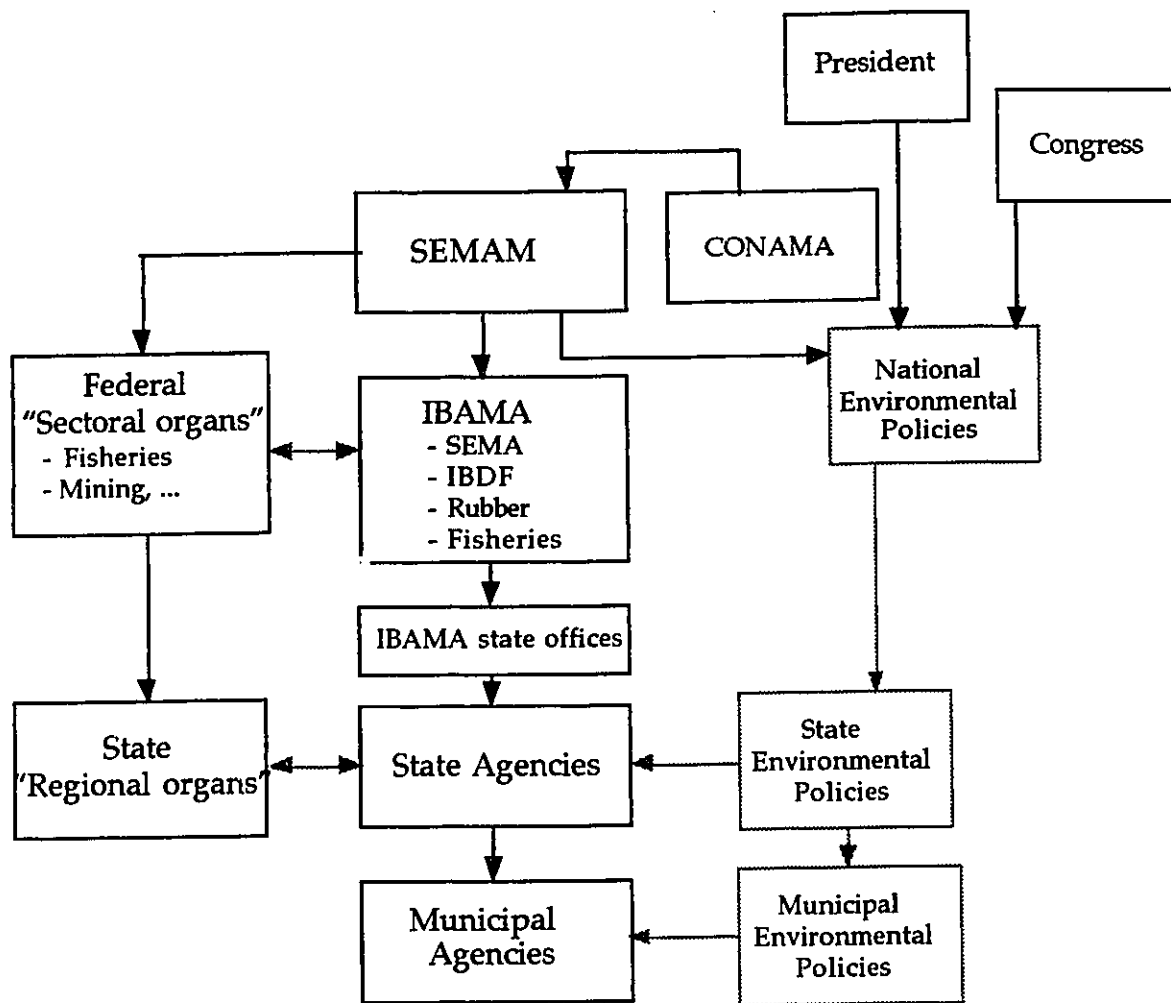 President
Congress
SEMAM
CONAMA
Federal
"Sectoral organs"
- Fisheries
- Mining, ...
IBAMA
- SEMA
- IBDF
- Rubber
- Fisheries
National
Environmental
Policies
IBAMA state offices
State
"Regional organs"
State Agencies
State
Environmental
Policies
Municipal
Agencies
Municipal
Environmental
Policies